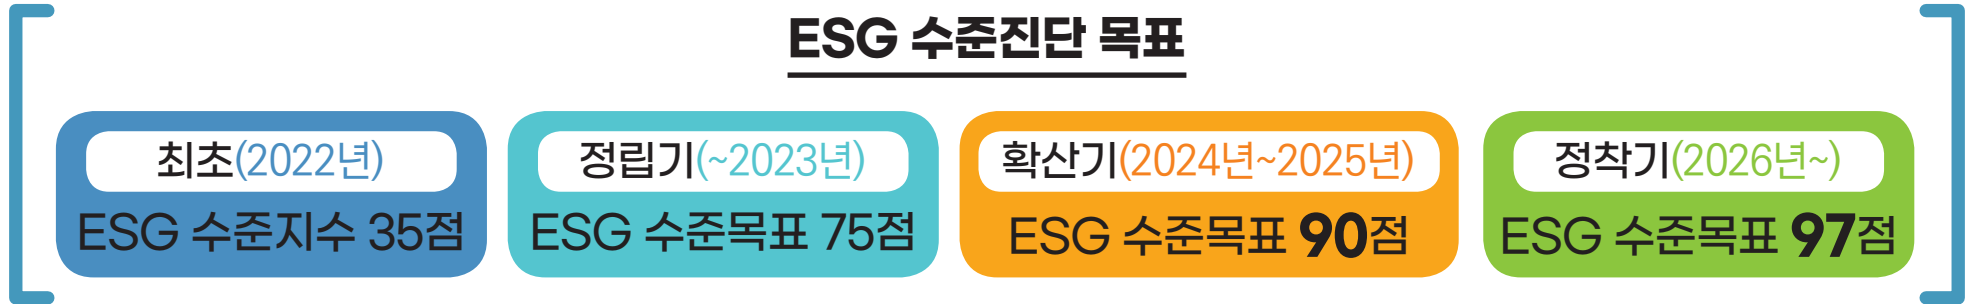 ESG 수준진단 목표
최초(2022년)
ESG 수준지수 35점
정립기(~2023년)
ESG 수준목표 75점
확산기(2024년~2025년)
ESG 수준목표 90점
정착기(2026년~)
ESG 수준목표 97점